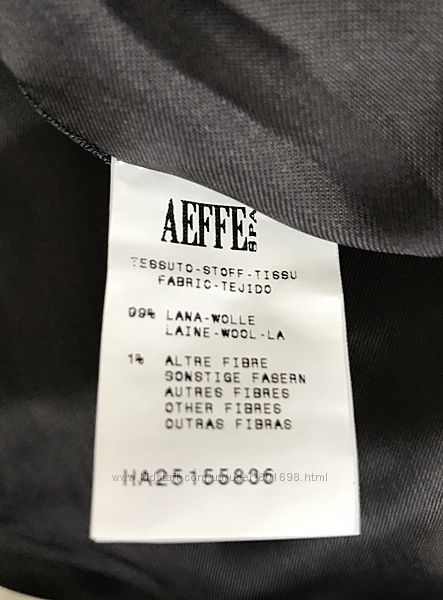 AEFFE SPA
TESSUTO-STOFF-TISSU
FABRIC-TEJIDO
99% LANA-WOLLE
LAINE-WOOL-LA
1% ALTRE FIBRE
SONSTIGE FASERN
AUTRES FIBRES
OTHER FIBRES
OUTRAS FIBRAS
HA25155836